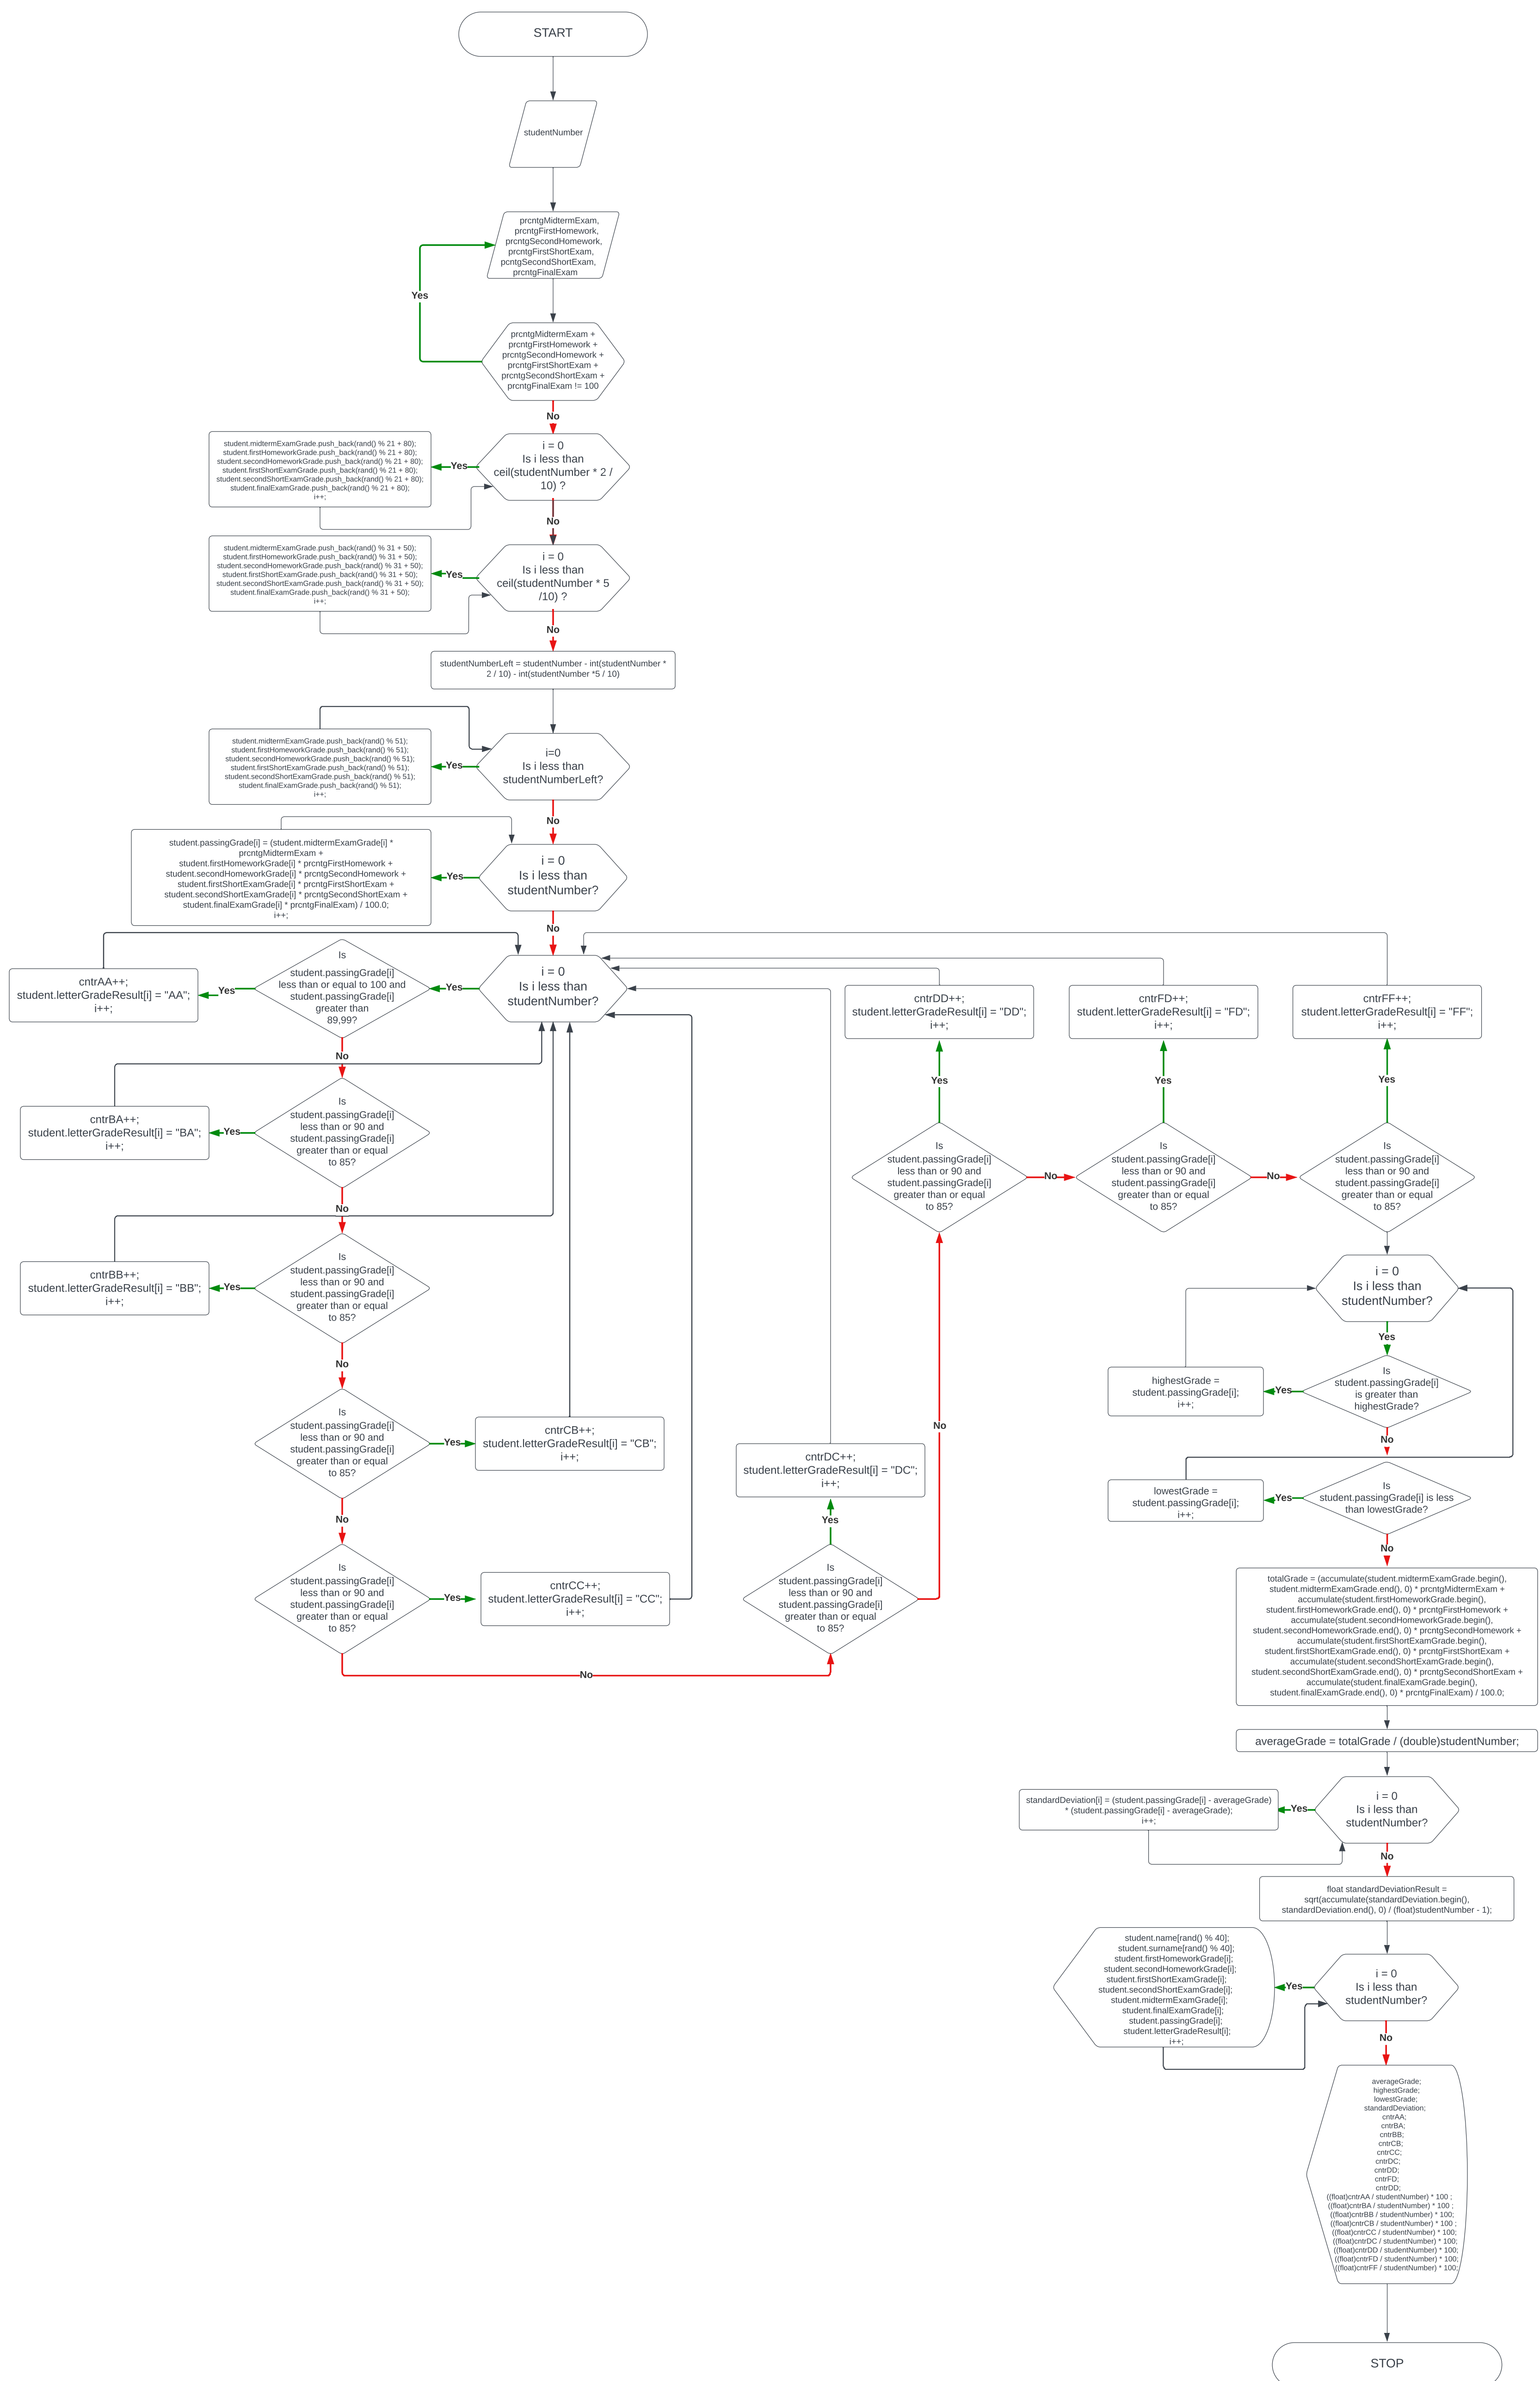 START
studentNumber
prcntgMidtermExam,
prcntgFirstHomework,
prcntgSecondHomework,
prcntgFirstShortExam,
pcntgSecondShortExam,
prcntgFinalExam
Yes
prcntgMidtermExam +
prcntgFirstHomework +
prcntgSecondHomework +
prcntgFirstShortExam +
prcntgSecondShortExam +
prcntgFinalExam != 100
No
student.midtermExamGrade.push_back(rand() % 21 + 80);
student.firstHomeworkGrade.push_back(rand() % 21 + 80);
student.secondHomeworkGrade.push_back(rand() % 21 + 80);
student.firstShortExamGrade.push_back(rand() % 21 + 80);
student.secondShortExamGrade.push_back(rand() % 21 + 80);
student.finalExamGrade.push_back(rand() % 21 + 80);
i++;
Yes
i = 0
Is i less than
ceil(studentNumber * 2 /
10) ?
No
student.midtermExamGrade.push_back(rand() % 31 + 50);
student.firstHomeworkGrade.push_back(rand() % 31 + 50);
student.secondHomeworkGrade.push_back(rand() % 31 + 50);
student.firstShortExamGrade.push_back(rand() % 31 + 50);
student.secondShortExamGrade.push_back(rand() % 31 + 50);
student.finalExamGrade.push_back(rand() % 31 + 50);
i++;
Yes
i = 0
Is i less than
ceil(studentNumber * 5
/10) ?
No
studentNumberLeft = studentNumber - int(studentNumber *
2 / 10) - int(studentNumber *5 / 10)
student.midtermExamGrade.push_back(rand() % 51);
student.firstHomeworkGrade.push_back(rand() % 51);
student.secondHomeworkGrade.push_back(rand() % 51);
student.firstShortExamGrade.push_back(rand() % 51);
student.secondShortExamGrade.push_back(rand() % 51);
student.finalExamGrade.push_back(rand() % 51);
i++;
Yes
i=0
Is i less than
studentNumberLeft?
No
student.passingGrade[i] = (student.midtermExamGrade[i] *
prcntgMidtermExam +
student.firstHomeworkGrade[i] * prcntgFirstHomework +
student.secondHomeworkGrade[i] * prcntgSecondHomework +
student.firstShortExamGrade[i] * prcntgFirstShortExam +
student.secondShortExamGrade[i] * prcntgSecondShortExam +
student.finalExamGrade[i] * prcntgFinalExam) / 100.0;
i++;
Yes
i = 0
Is i less than
studentNumber?
No
cntrAA++;
student.letterGradeResult[i] = "AA";
i++;
Yes
Is
student.passingGrade[i]
less than or equal to 100 and
student.passingGrade[i]
greater than
89,99?
Yes
i = 0
Is i less than
studentNumber?
cntrDD++;
student.letterGradeResult[i] = "DD";
i++;
cntrFD++;
student.letterGradeResult[i] = "FD";
i++;
cntrFF++;
student.letterGradeResult[i] = "FF";
i++;
No
Yes
Yes
Yes
cntrBA++;
student.letterGradeResult[i] = "BA";
i++;
Yes
Is
student.passingGrade[i]
less than or 90 and
student.passingGrade[i]
greater than or equal
to 85?
Is
student.passingGrade[i]
less than or 90 and
student.passingGrade[i]
greater than or equal
to 85?
No
Is
student.passingGrade[i]
less than or 90 and
student.passingGrade[i]
greater than or equal
to 85?
No
Is
student.passingGrade[i]
less than or 90 and
student.passingGrade[i]
greater than or equal
to 85?
No
cntrBB++;
student.letterGradeResult[i] = "BB";
i++;
Yes
Is
student.passingGrade[i]
less than or 90 and
student.passingGrade[i]
greater than or equal
to 85?
i = 0
Is i less than
studentNumber?
Yes
No
highestGrade =
student.passingGrade[i];
i++;
Yes
Is
student.passingGrade[i]
is greater than
highestGrade?
No
Is
student.passingGrade[i]
less than or 90 and
student.passingGrade[i]
greater than or equal
to 85?
Yes
cntrCB++;
student.letterGradeResult[i] = "CB";
i++;
No
cntrDC++;
student.letterGradeResult[i] = "DC";
i++;
lowestGrade =
student.passingGrade[i];
i++;
Yes
Is
student.passingGrade[i] is less
than lowestGrade?
No
Yes
No
Is
student.passingGrade[i]
less than or 90 and
student.passingGrade[i]
greater than or equal
to 85?
Yes
cntrCC++;
student.letterGradeResult[i] = "CC";
i++;
Is
student.passingGrade[i]
less than or 90 and
student.passingGrade[i]
greater than or equal
to 85?
No
totalGrade = (accumulate(student.midtermExamGrade.begin(),
student.midtermExamGrade.end(), 0) * prcntgMidtermExam +
accumulate(student.firstHomeworkGrade.begin(),
student.firstHomeworkGrade.end(), 0) * prcntgFirstHomework +
accumulate(student.secondHomeworkGrade.begin(),
student.secondHomeworkGrade.end(), 0) * prcntgSecondHomework +
accumulate(student.firstShortExamGrade.begin(),
student.firstShortExamGrade.end(), 0) * prcntgFirstShortExam +
accumulate(student.secondShortExamGrade.begin(),
student.secondShortExamGrade.end(), 0) * prcntgSecondShortExam +
accumulate(student.finalExamGrade.begin(),
student.finalExamGrade.end(), 0) * prcntgFinalExam) / 100.0;
averageGrade = totalGrade / (double)studentNumber;
standardDeviation[i] = (student.passingGrade[i] - averageGrade)
* (student.passingGrade[i] - averageGrade);
i++;
Yes
i = 0
Is i less than
studentNumber?
No
float standardDeviationResult =
sqrt(accumulate(standardDeviation.begin(),
standardDeviation.end(), 0) / (float)studentNumber - 1);
student.name[rand() % 40];
student.surname[rand() % 40];
student.firstHomeworkGrade[i];
student.secondHomeworkGrade[i];
student.firstShortExamGrade[i];
student.secondShortExamGrade[i];
student.midtermExamGrade[i];
student.finalExamGrade[i];
student.passingGrade[i];
student.letterGradeResult[i];
i++;
Yes
i = 0
Is i less than
studentNumber?
No
averageGrade;
highestGrade;
lowestGrade;
standardDeviation;
cntrAA;
cntrBA;
cntrBB;
cntrCB;
cntrCC;
cntrDC;
cntrDD;
cntrFD;
cntrDD;
((float)cntrAA / studentNumber) * 100 ;
((float)cntrBA / studentNumber) * 100 ;
((float)cntrBB / studentNumber) * 100;
((float)cntrCB / studentNumber) * 100 ;
((float)cntrCC / studentNumber) * 100;
((float)cntrDC / studentNumber) * 100;
((float)cntrDD / studentNumber) * 100;
((float)cntrFD / studentNumber) * 100;
((float)cntrFF / studentNumber) * 100;
STOP